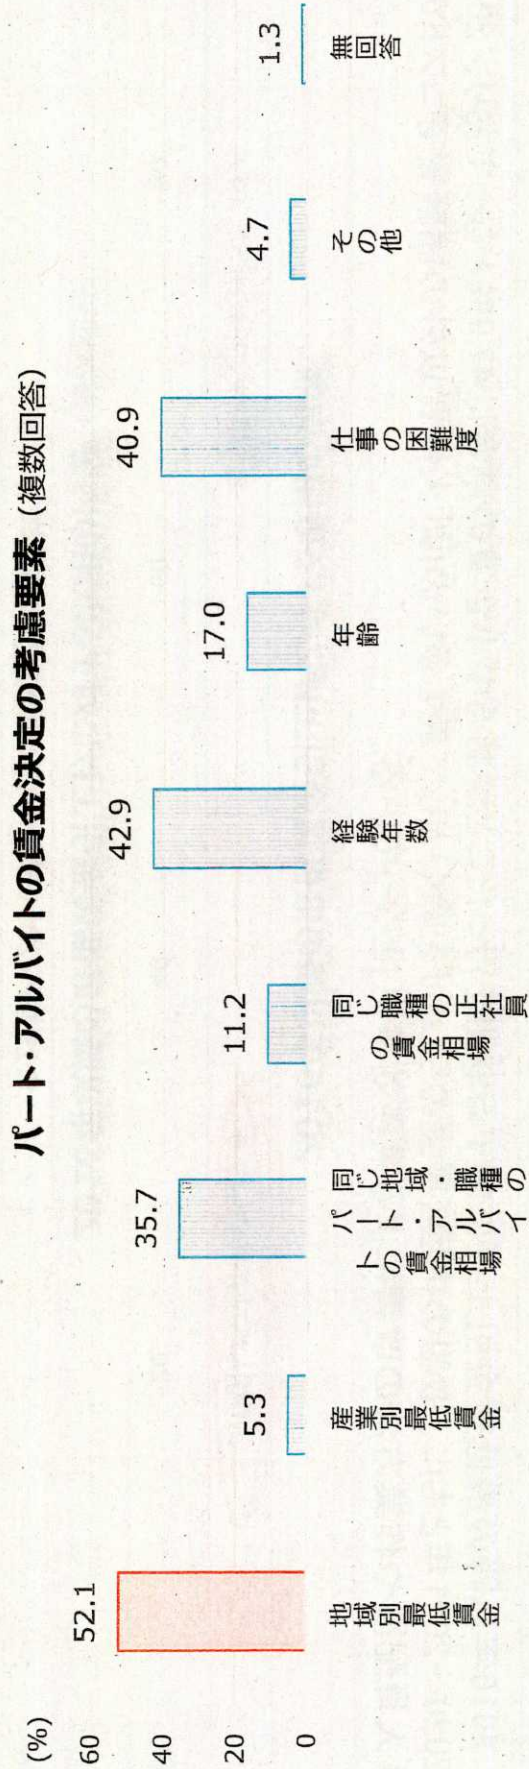 パート・アルバイトの賃金決定の考慮要素（複数回答）
(%)
60
40
20
0
52.1
5.3
35.7
11.2
42.9
17.0
40.9
4.7
1.3
地域別最低賃金
産業別最低賃金
同じ地域・職種の
パート・アルバイ
トの賃金相場
同じ職種の正社員
の賃金相場
経験年数
年齢
仕事の困難度
その他
無回答